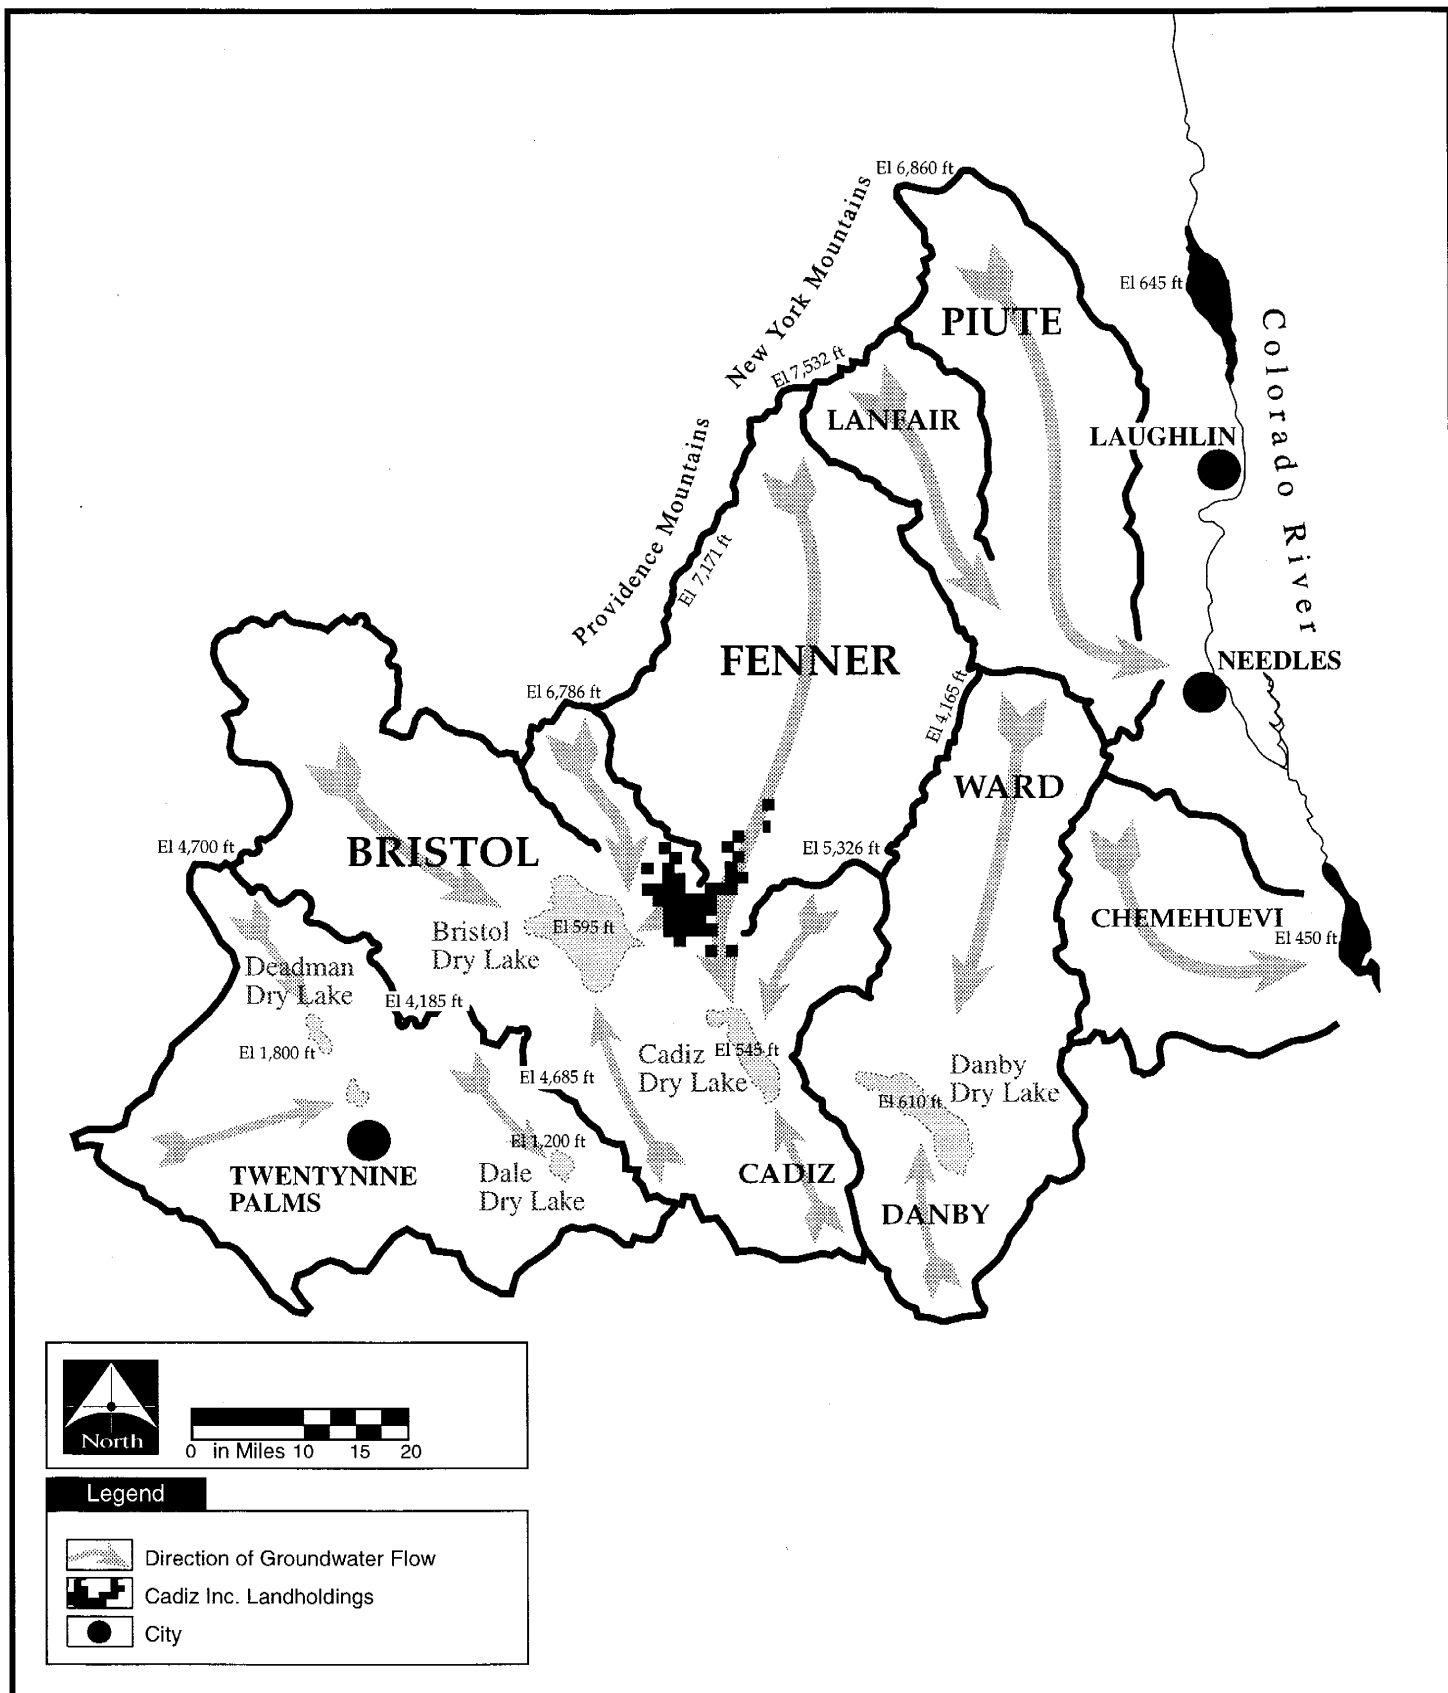 El 6,860 ft
New York Mountains
El 645 ft
PIUTE
Colorado River
El 7,532 ft
LANFAIR
LAUGHLIN
Providence Mountains
El 7,171 ft
FENNER
NEEDLES
El 6,786 ft
El 4,165 ft
WARD
El 4,700 ft
BRISTOL
El 5,326 ft
CHEMEHUEVI
El 450 ft
Bristol
Dry Lake
El 595 ft
Deadman
Dry Lake
El 4,185 ft
El 1,800 ft
Cadiz
Dry Lake
El 545 ft
El 4,685 ft
Danby
Dry Lake
El 610 ft
El 1,200 ft
TWENTYNINE
PALMS
Dale
Dry Lake
CADIZ
DANBY
North
0 in Miles 10 15 20
Legend
Direction of Groundwater Flow
Cadiz Inc. Landholdings
City